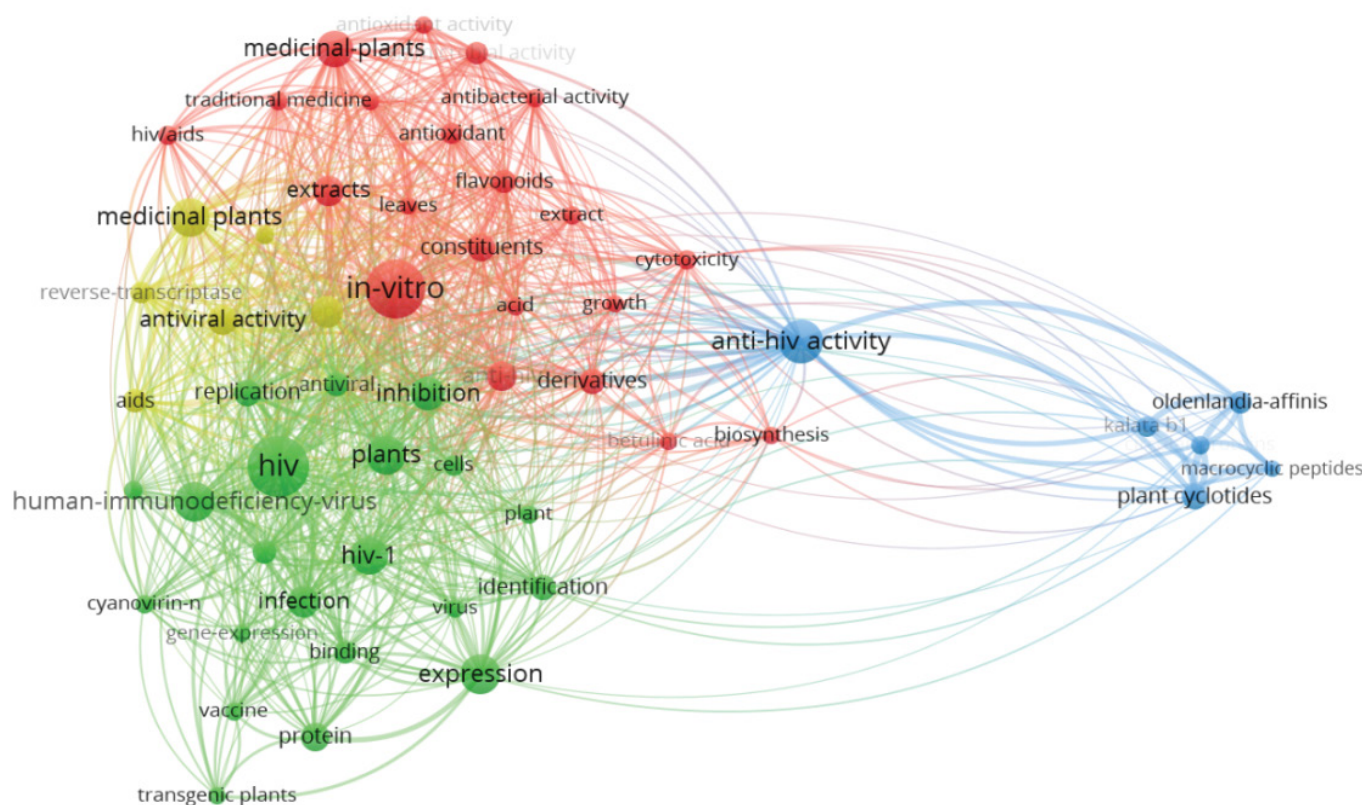 antioxidant activity
medicinal-plants
activity
traditional medicine
antibacterial activity
hiv/aids
antioxidant
extracts
flavonoids
leaves
medicinal plants
extract
constituents
cytotoxicity
in-vitro
reverse-transcriptase
acid
growth
antiviral activity
anti-hiv activity
replication
antiviral
inhibition
derivatives
aids
oldenlandia-affinis
kalata b1
betulinic acid
biosynthesis
plants
cells
hiv
macrocyclic peptides
human-immunodeficiency-virus
plant cyclotides
plant
hiv-1
identification
cyanovirin-n
infection
virus
gene-expression
binding
expression
vaccine
protein
transgenic plants